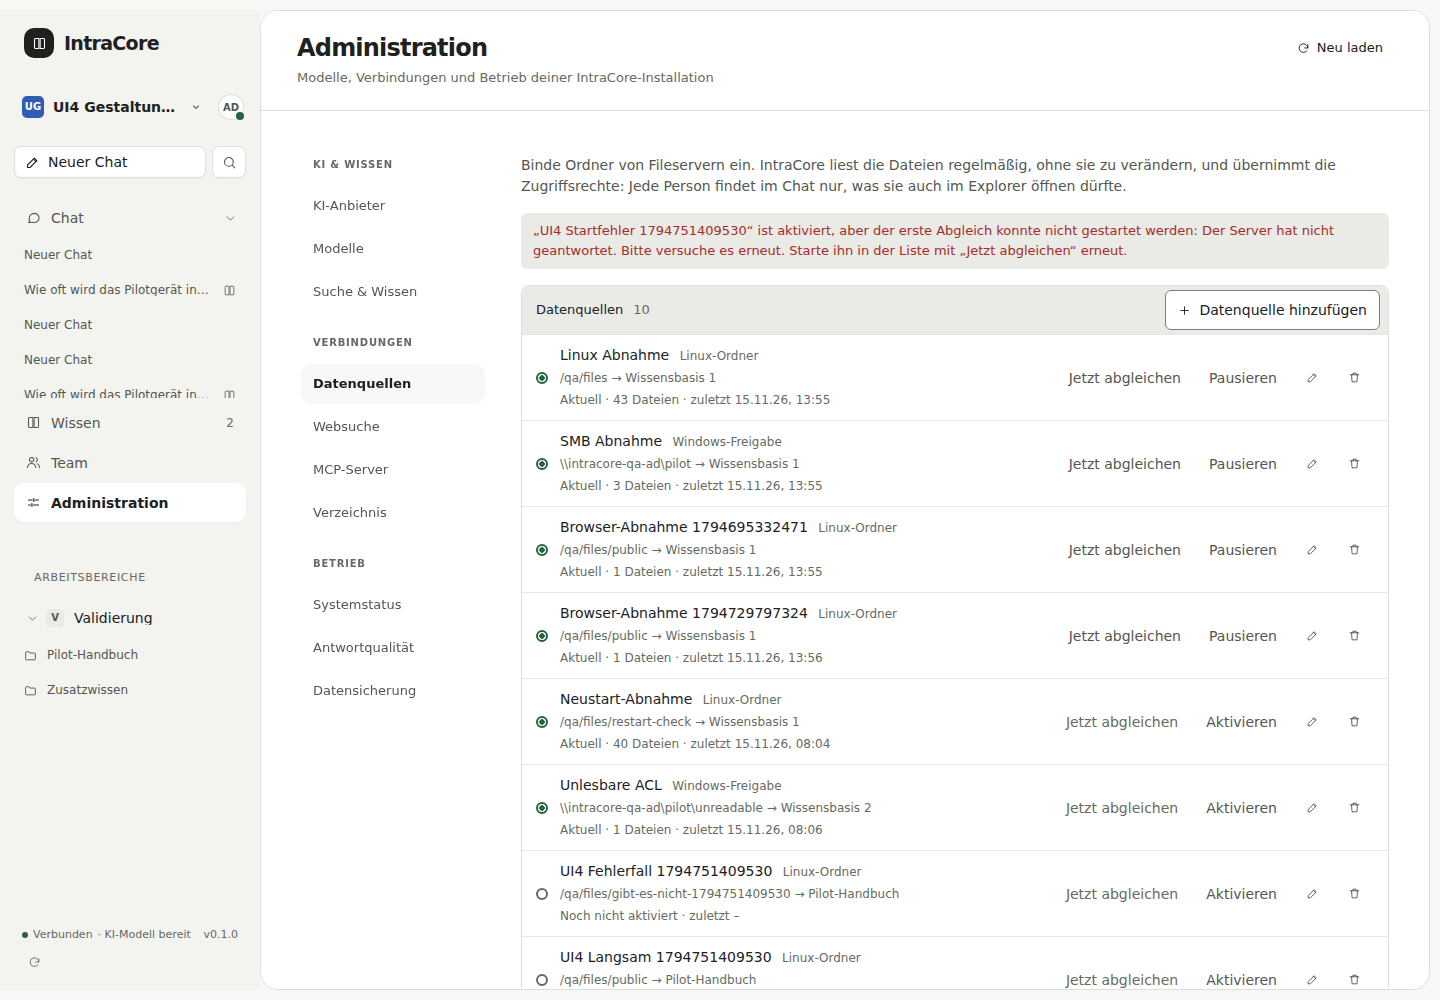 IntraCore
UG UI4 Gestaltun… AD
Neuer Chat
Chat
Neuer Chat
Wie oft wird das Pilotgerät in…
Neuer Chat
Neuer Chat
Wie oft wird das Pilotgerät in…
Wissen 2
Team
Administration
ARBEITSBEREICHE
V Validierung
Pilot-Handbuch
Zusatzwissen
Verbunden · KI-Modell bereit v0.1.0
Administration
Modelle, Verbindungen und Betrieb deiner IntraCore-Installation
Neu laden
KI & WISSEN
KI-Anbieter
Modelle
Suche & Wissen
VERBINDUNGEN
Datenquellen
Websuche
MCP-Server
Verzeichnis
BETRIEB
Systemstatus
Antwortqualität
Datensicherung
Binde Ordner von Fileservern ein. IntraCore liest die Dateien regelmäßig, ohne sie zu verändern, und übernimmt die
Zugriffsrechte: Jede Person findet im Chat nur, was sie auch im Explorer öffnen dürfte.
„UI4 Startfehler 1794751409530“ ist aktiviert, aber der erste Abgleich konnte nicht gestartet werden: Der Server hat nicht
geantwortet. Bitte versuche es erneut. Starte ihn in der Liste mit „Jetzt abgleichen“ erneut.
Datenquellen 10
Datenquelle hinzufügen
Linux Abnahme Linux-Ordner
/qa/files → Wissensbasis 1
Aktuell · 43 Dateien · zuletzt 15.11.26, 13:55
Jetzt abgleichen Pausieren
SMB Abnahme Windows-Freigabe
\\intracore-qa-ad\pilot → Wissensbasis 1
Aktuell · 3 Dateien · zuletzt 15.11.26, 13:55
Jetzt abgleichen Pausieren
Browser-Abnahme 1794695332471 Linux-Ordner
/qa/files/public → Wissensbasis 1
Aktuell · 1 Dateien · zuletzt 15.11.26, 13:55
Jetzt abgleichen Pausieren
Browser-Abnahme 1794729797324 Linux-Ordner
/qa/files/public → Wissensbasis 1
Aktuell · 1 Dateien · zuletzt 15.11.26, 13:56
Jetzt abgleichen Pausieren
Neustart-Abnahme Linux-Ordner
/qa/files/restart-check → Wissensbasis 1
Aktuell · 40 Dateien · zuletzt 15.11.26, 08:04
Jetzt abgleichen Aktivieren
Unlesbare ACL Windows-Freigabe
\\intracore-qa-ad\pilot\unreadable → Wissensbasis 2
Aktuell · 1 Dateien · zuletzt 15.11.26, 08:06
Jetzt abgleichen Aktivieren
UI4 Fehlerfall 1794751409530 Linux-Ordner
/qa/files/gibt-es-nicht-1794751409530 → Pilot-Handbuch
Noch nicht aktiviert · zuletzt –
Jetzt abgleichen Aktivieren
UI4 Langsam 1794751409530 Linux-Ordner
/qa/files/public → Pilot-Handbuch
Jetzt abgleichen Aktivieren